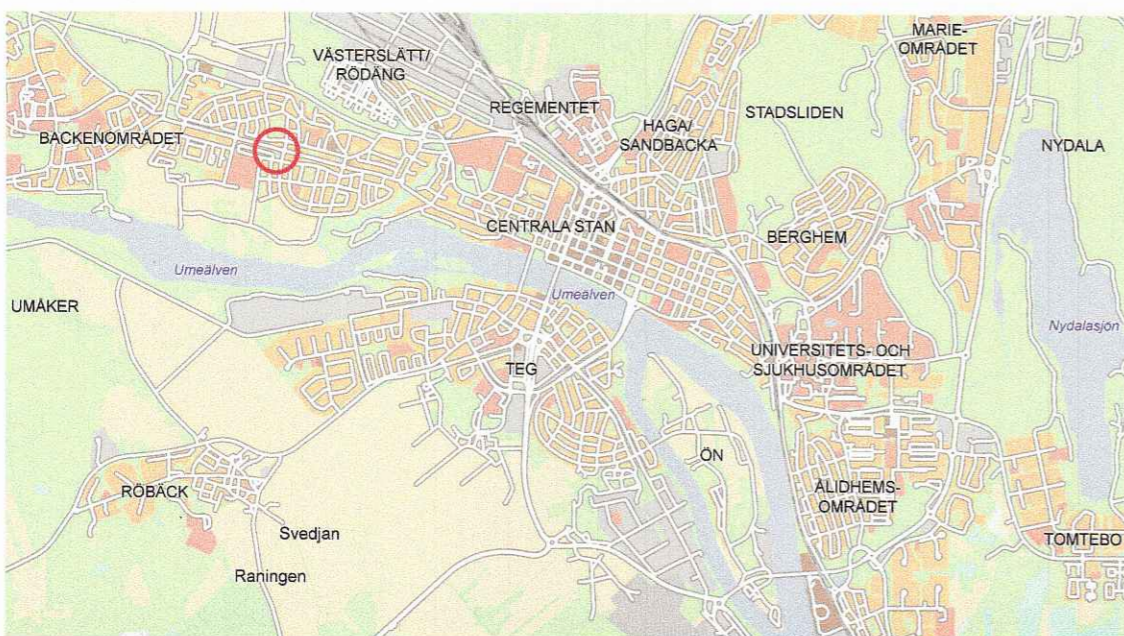 MARIE-
OMRÅDET
VÄSTERSLÄTT/
RÖDÄNG
REGEMENTET
STADSLIDEN
HAGA/
SANDBACKA
BACKENOMRÅDET
NYDALA
CENTRALA STAN
BERGHEM
Umeälven
Umeälven
UMÅKER
Nydalasjön
UNIVERSITETS- OCH
SJUKHUSOMRÅDET
TEG
ÖN
RÖBÄCK
ÅLIDHEMS-
OMRÅDET
Svedjan
TOMTEBO
Raningen